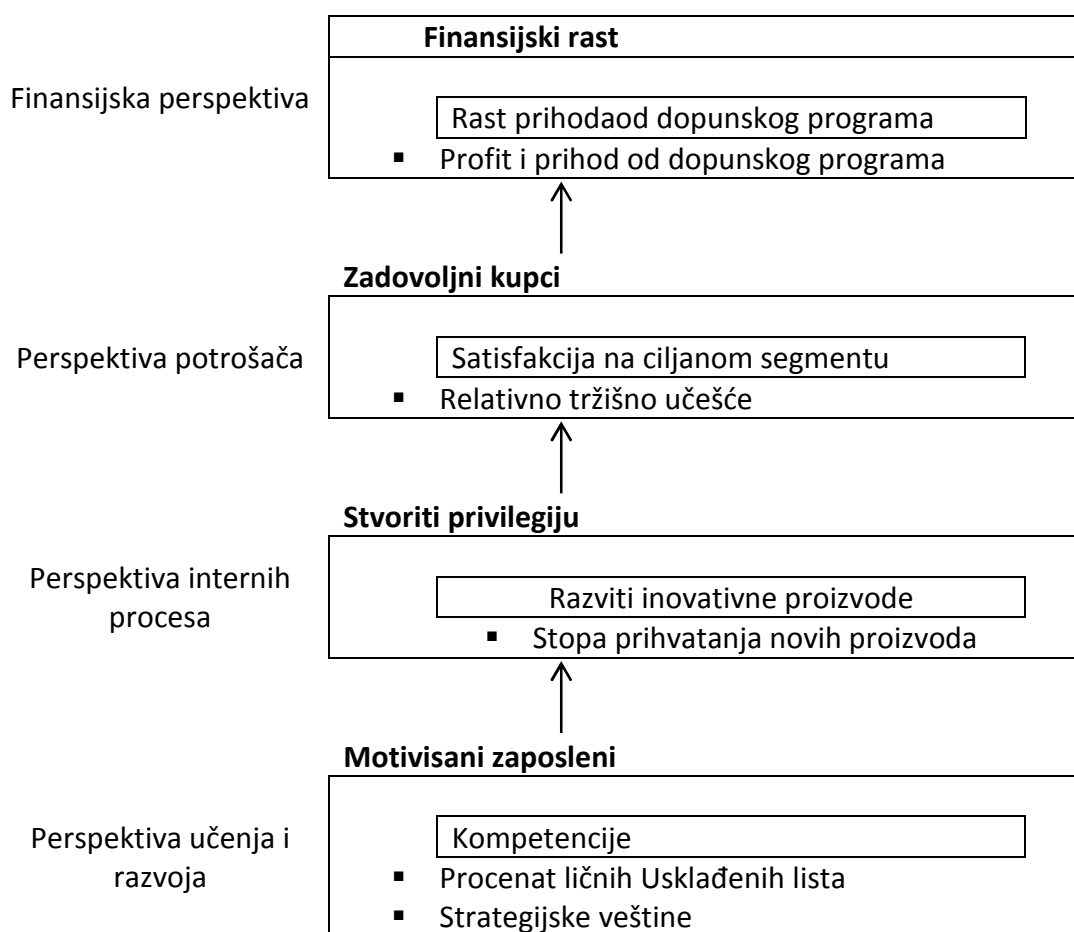 Finansijski rast
Finansijska perspektiva
Rast prihodaod dopunskog programa
▪ Profit i prihod od dopunskog programa
Zadovoljni kupci
Perspektiva potrošača
Satisfakcija na ciljanom segmentu
▪ Relativno tržišno učešće
Stvoriti privilegiju
Perspektiva internih
procesa
Razviti inovativne proizvode
▪ Stopa prihvatanja novih proizvoda
Motivisani zaposleni
Perspektiva učenja i
razvoja
Kompetencije
▪ Procenat ličnih Usklađenih lista
▪ Strategijske veštine